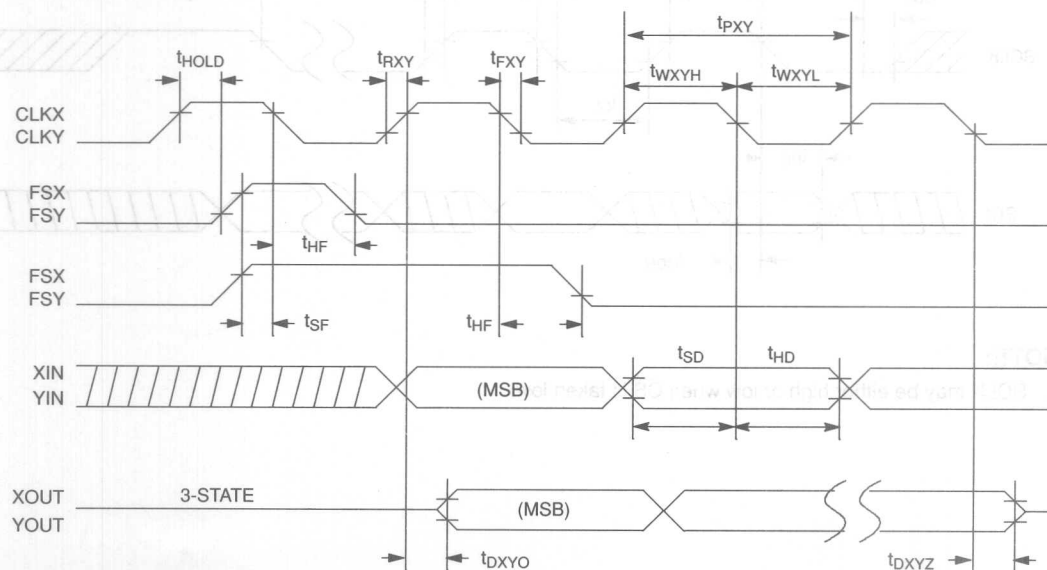 tPXY
tHOLD tRXY tFXY tWXYH tWXYL
CLKX
CLKY
FSX
FSY
tHF
FSX
FSY
tSF tHF
XIN
YIN
(MSB) tSD tHD
XOUT
YOUT
3-STATE (MSB)
tDXYO tDXYZ